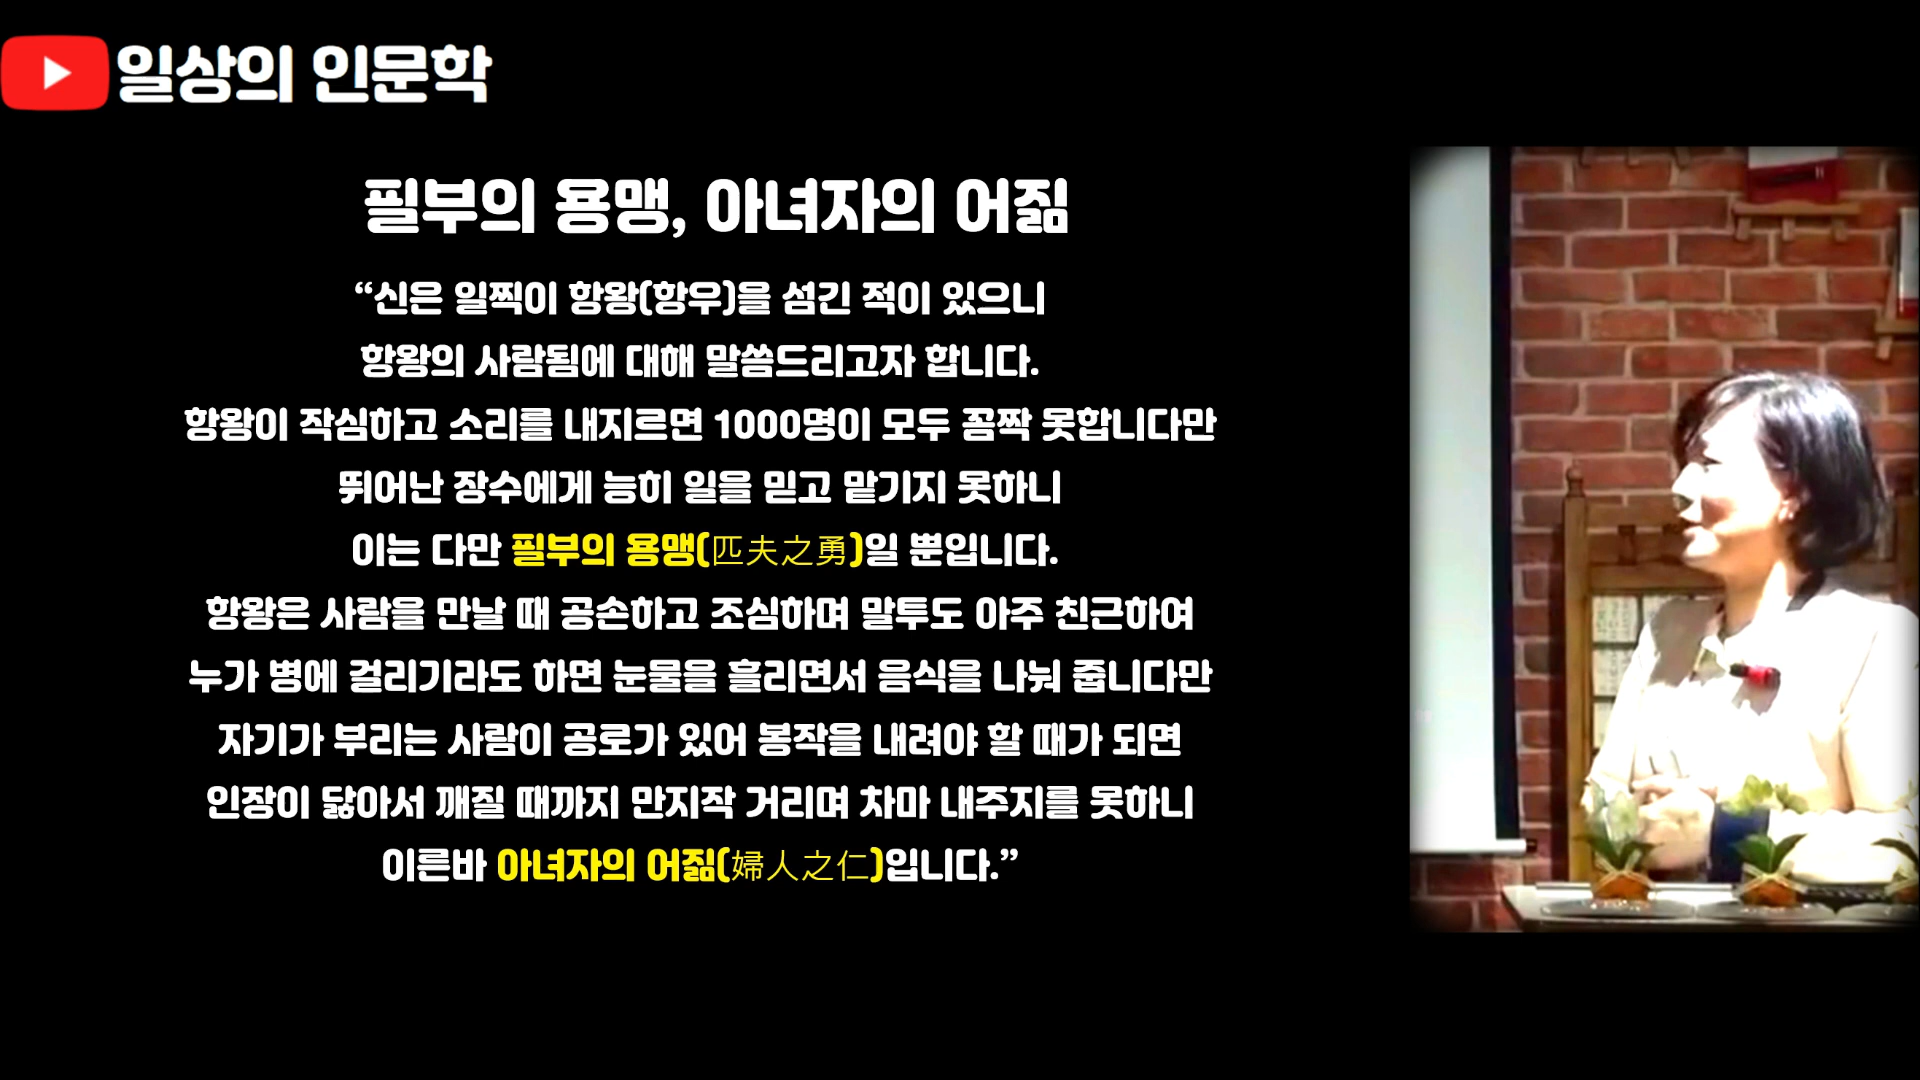 일상의 인문학
필부의 용맹, 아녀자의 어짊
“신은 일찍이 항왕(항우)을 섬긴 적이 있으니
항왕의 사람됨에 대해 말씀드리고자 합니다.
항왕이 작심하고 소리를 내지르면 1000명이 모두 꼼짝 못합니다만
뛰어난 장수에게 능히 일을 믿고 맡기지 못하니
이는 다만 필부의 용맹(匹夫之勇)일 뿐입니다.
항왕은 사람을 만날 때 공손하고 조심하며 말투도 아주 친근하여
누가 병에 걸리기라도 하면 눈물을 흘리면서 음식을 나눠 줍니다만
자기가 부리는 사람이 공로가 있어 봉작을 내려야 할 때가 되면
인장이 닳아서 깨질 때까지 만지작 거리며 차마 내주지를 못하니
이른바 아녀자의 어짊(婦人之仁)입니다.”